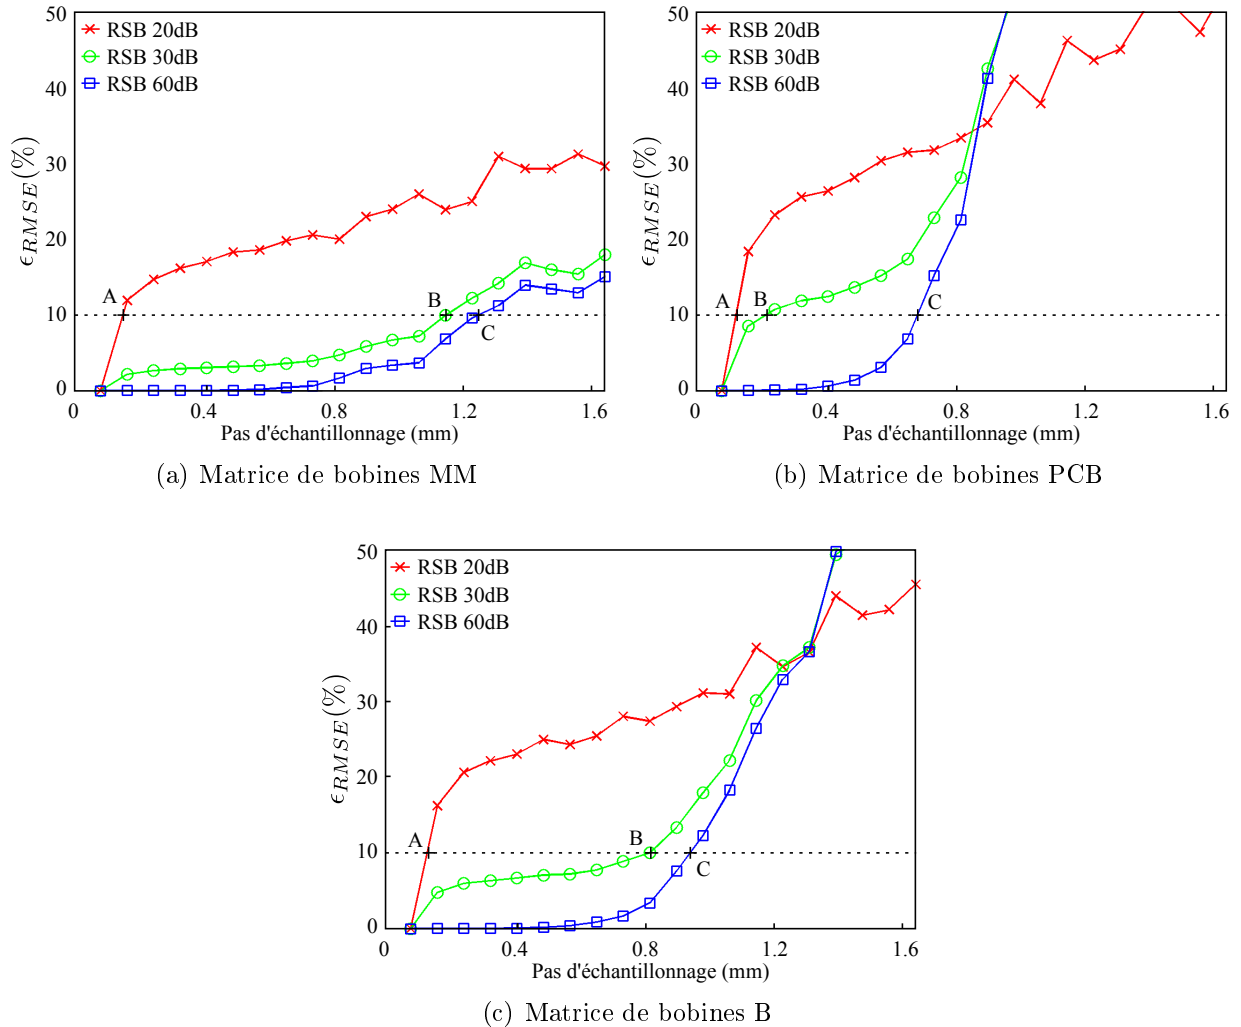 50
40
30
20
10
0
ϵRMSE(%)
RSB 20dB
RSB 30dB
RSB 60dB
A
B
C
0
0.4
0.8
1.2
1.6
Pas d'échantillonnage (mm)
(a) Matrice de bobines MM
50
40
30
20
10
0
ϵRMSE(%)
RSB 20dB
RSB 30dB
RSB 60dB
A
B
C
0
0.4
0.8
1.2
1.6
Pas d'échantillonnage (mm)
(b) Matrice de bobines PCB
50
40
30
20
10
0
ϵRMSE(%)
RSB 20dB
RSB 30dB
RSB 60dB
A
B
C
0
0.4
0.8
1.2
1.6
Pas d'échantillonnage (mm)
(c) Matrice de bobines B